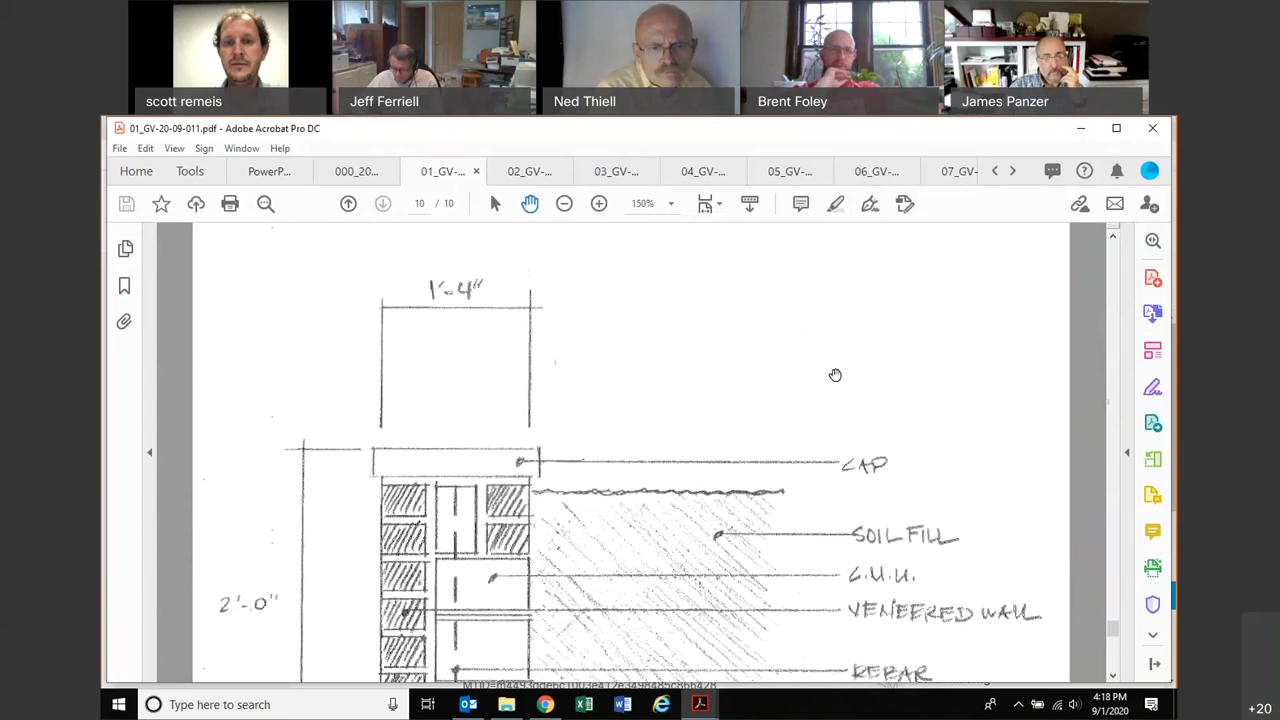 scott remeis
Jeff Ferriell
Ned Thiell
Brent Foley
James Panzer
01_GV-20-09-011.pdf - Adobe Acrobat Pro DC
File Edit View Sign Window Help
Home Tools PowerP... 000_20... 01_GV-... 02_GV-... 03_GV-... 04_GV-... 05_GV-... 06_GV-... 07_GV-
10 / 10 150%
1'-4"
CAP
SOIL FILL
C.M.U.
2'-0"
VENEERED WALL
REBAR
Type here to search
4:18 PM
9/1/2020
+20